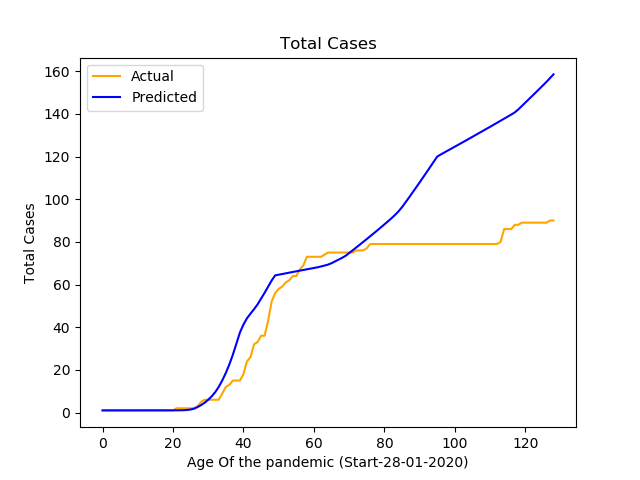 Total Cases
Actual
Predicted
Total Cases
160
140
120
100
80
60
40
20
0
0 20 40 60 80 100 120
Age Of the pandemic (Start-28-01-2020)